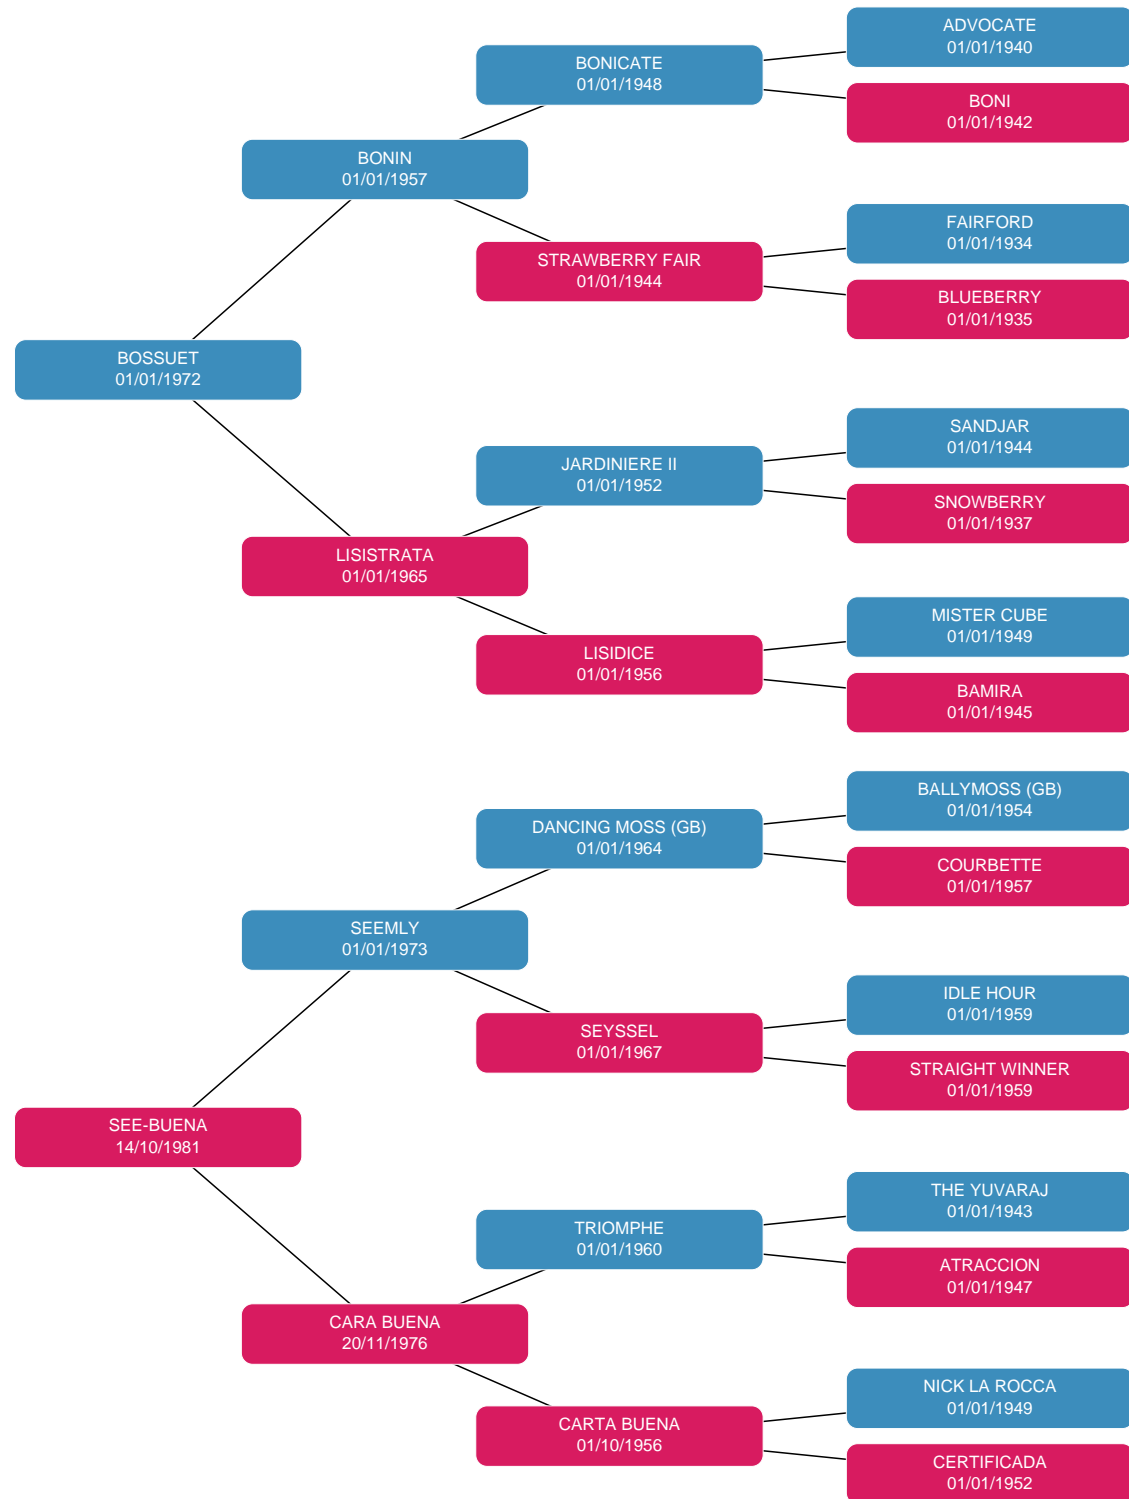 ADVOCATE
01/01/1940
BONICATE
01/01/1948
BONI
01/01/1942
BONIN
01/01/1957
FAIRFORD
01/01/1934
STRAWBERRY FAIR
01/01/1944
BLUEBERRY
01/01/1935
BOSSUET
01/01/1972
SANDJAR
01/01/1944
JARDINIERE II
01/01/1952
SNOWBERRY
01/01/1937
LISISTRATA
01/01/1965
MISTER CUBE
01/01/1949
LISIDICE
01/01/1956
BAMIRA
01/01/1945
BALLYMOSS (GB)
01/01/1954
DANCING MOSS (GB)
01/01/1964
COURBETTE
01/01/1957
SEEMLY
01/01/1973
IDLE HOUR
01/01/1959
SEYSSEL
01/01/1967
STRAIGHT WINNER
01/01/1959
SEE-BUENA
14/10/1981
THE YUVARAJ
01/01/1943
TRIOMPHE
01/01/1960
ATRACCION
01/01/1947
CARA BUENA
20/11/1976
NICK LA ROCCA
01/01/1949
CARTA BUENA
01/10/1956
CERTIFICADA
01/01/1952